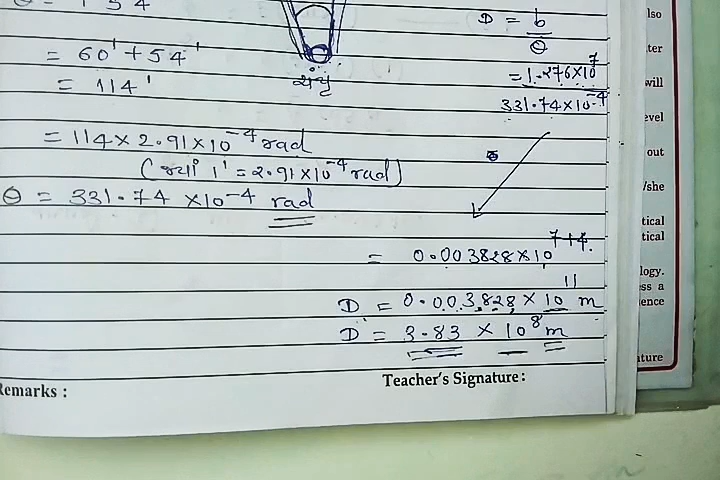 = 60' + 54'
= 114'
ચંદ્ર
D = b/θ
= 1.276×10^7 / 331.74×10^-4
= 114 × 2.91 × 10^-4 rad
(જ્યાં 1' = 2.91 × 10^-4 rad)
θ = 331.74 × 10^-4 rad
= 0.003828 × 10^7+4
D = 0.003828 × 10^11 m
D = 3.83 × 10^8 m
Remarks :
Teacher's Signature:
lso
ter
will
evel
out
/she
tical
tical
logy.
ess a
ence
ature